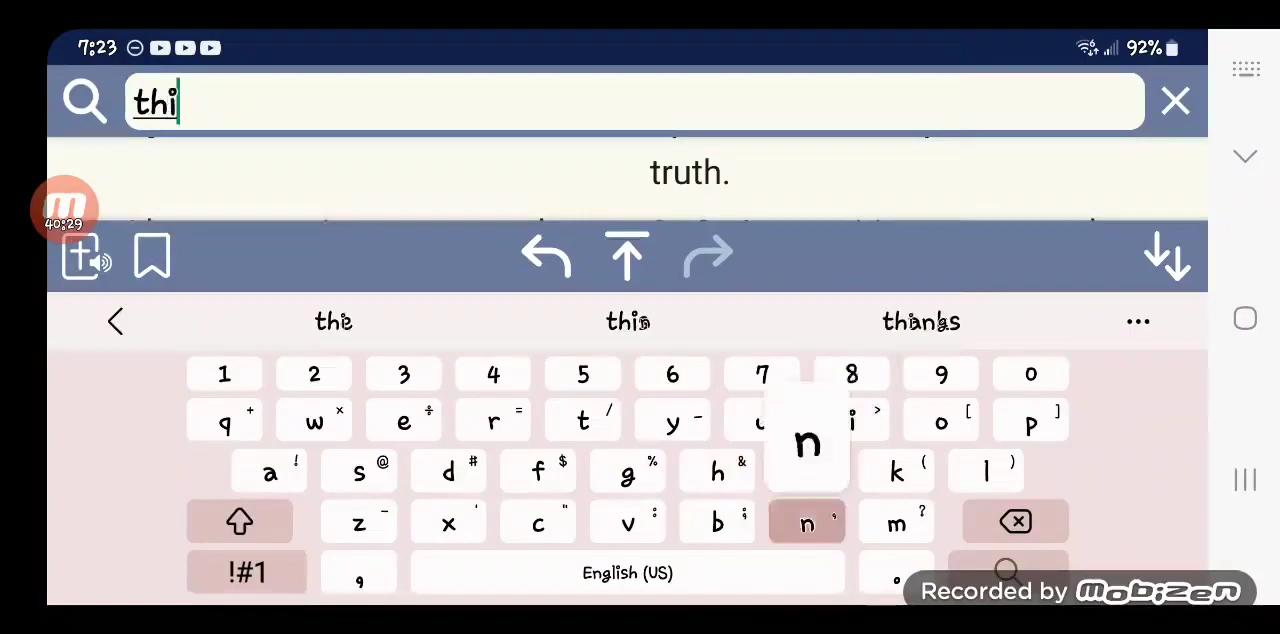 7:23 92%
thi
truth.
40:29
this
thanks
1 2 3 4 5 6 7 8 9 0
q + w × e ÷ r = t / y - u i > o [ p ]
n
a ! s @ d # f $ g % h & k ( l )
z - x ' c " v : b ; n , m ?
!#1 , English (US) .
Recorded by mobizen